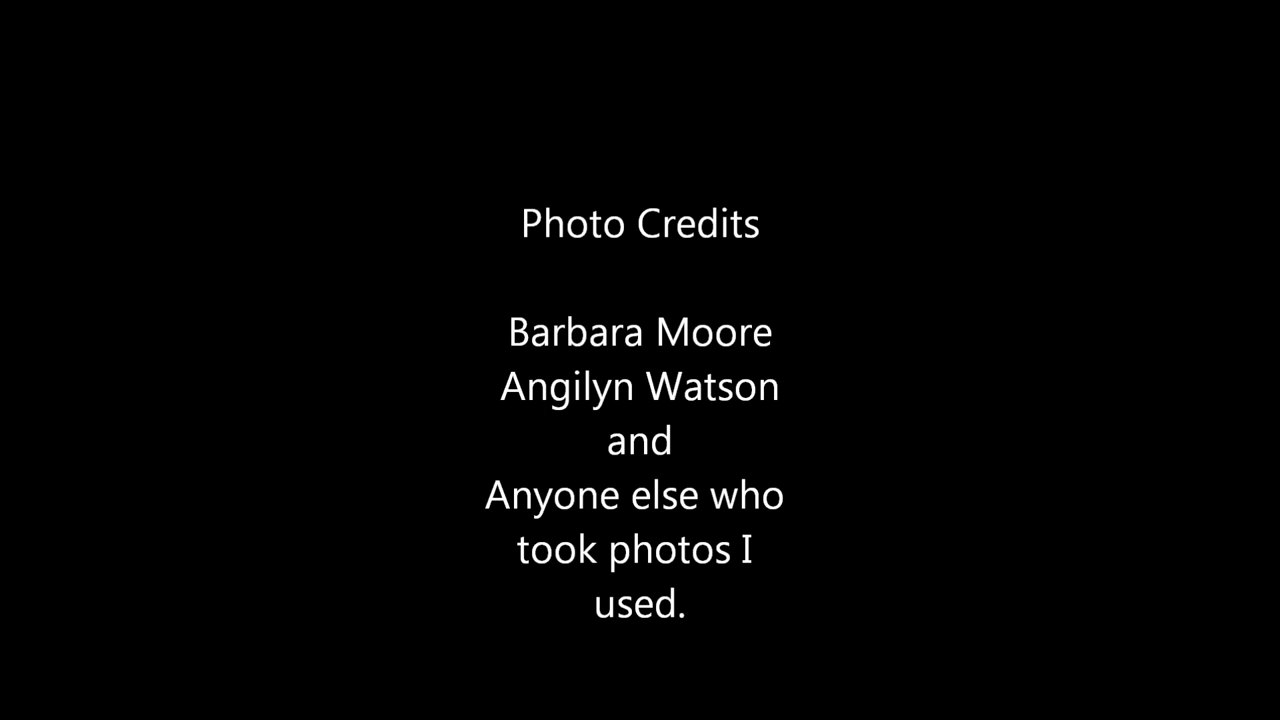 Photo Credits
Barbara Moore
Angilyn Watson
and
Anyone else who
took photos I
used.